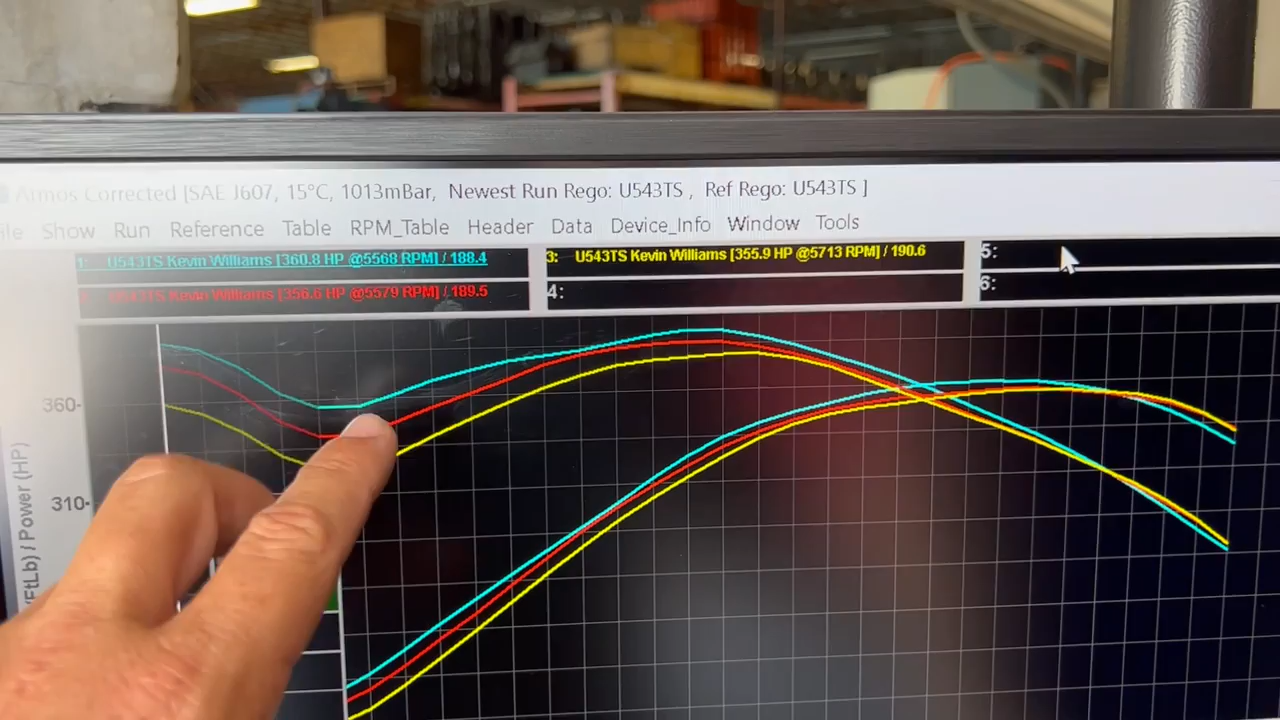 Atmos Corrected [SAE J607, 15°C, 1013mBar, Newest Run Rego: U543TS , Ref Rego: U543TS ]
File Show Run Reference Table RPM_Table Header Data Device_Info Window Tools
1: U543TS Kevin Williams [360.8 HP @5568 RPM] / 188.4
U543TS Kevin Williams [356.6 HP @5579 RPM] / 189.5
3: U543TS Kevin Williams [355.9 HP @5713 RPM] / 190.6
4:
5:
6:
360-
310-
(FtLb) / Power (HP)